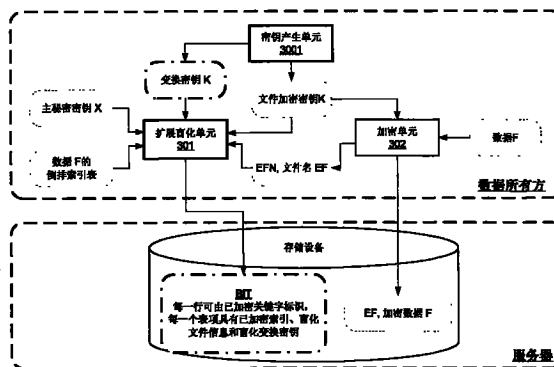 密钥产生单元
3001
变换密钥 K
文件加密密钥K
主秘密密钥 X
扩展盲化单元
301
加密单元
302
数据F
数据 F的
倒排索引表
EFN, 文件名 EF
数据所有方
存储设备
BIT
每一行可由已加密关键字标识,
每一个表项具有已加密索引、盲化
文件信息和盲化变换密钥
EF, 加密数据 F
服务器